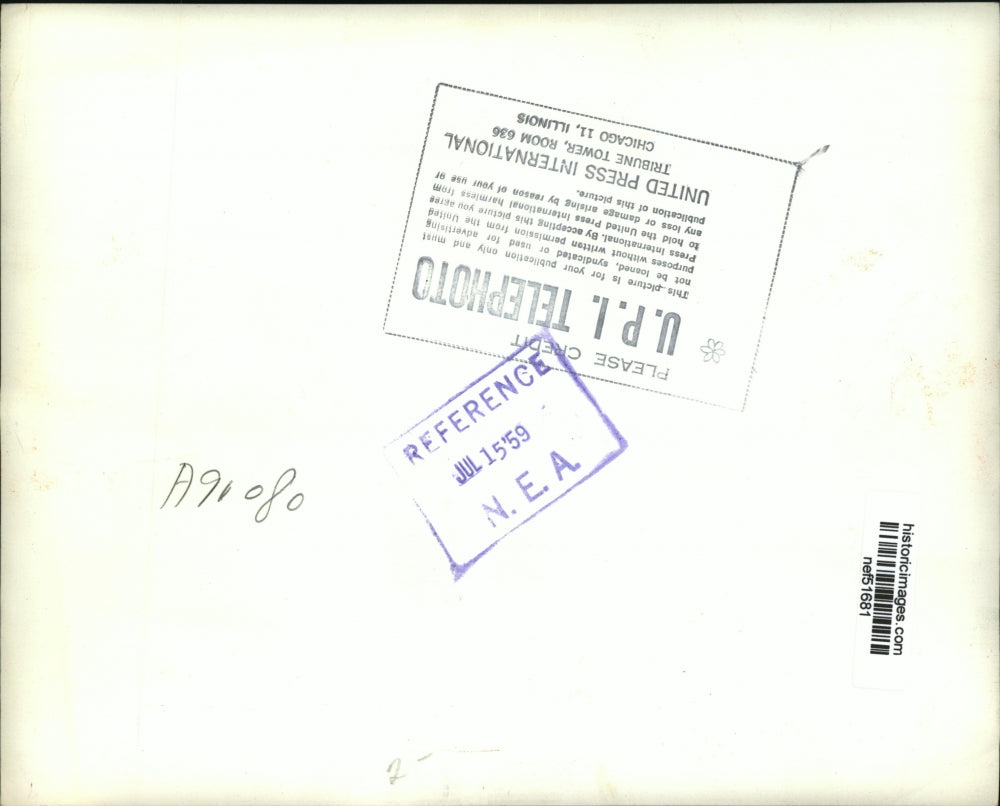 PLEASE CREDIT
U.P.I. TELEPHOTO
This picture is for your publication only and must
not be loaned, syndicated or used for advertising
purposes without written permission from the United
Press International. By accepting this picture you agree
to hold the United Press International harmless from
any loss or damage arising by reason of your use or
publication of this picture.
UNITED PRESS INTERNATIONAL
TRIBUNE TOWER, ROOM 636
CHICAGO 11, ILLINOIS
REFERENCE
JUL 15 '59
N. E. A.
A91080
historicimages.com
nef51681